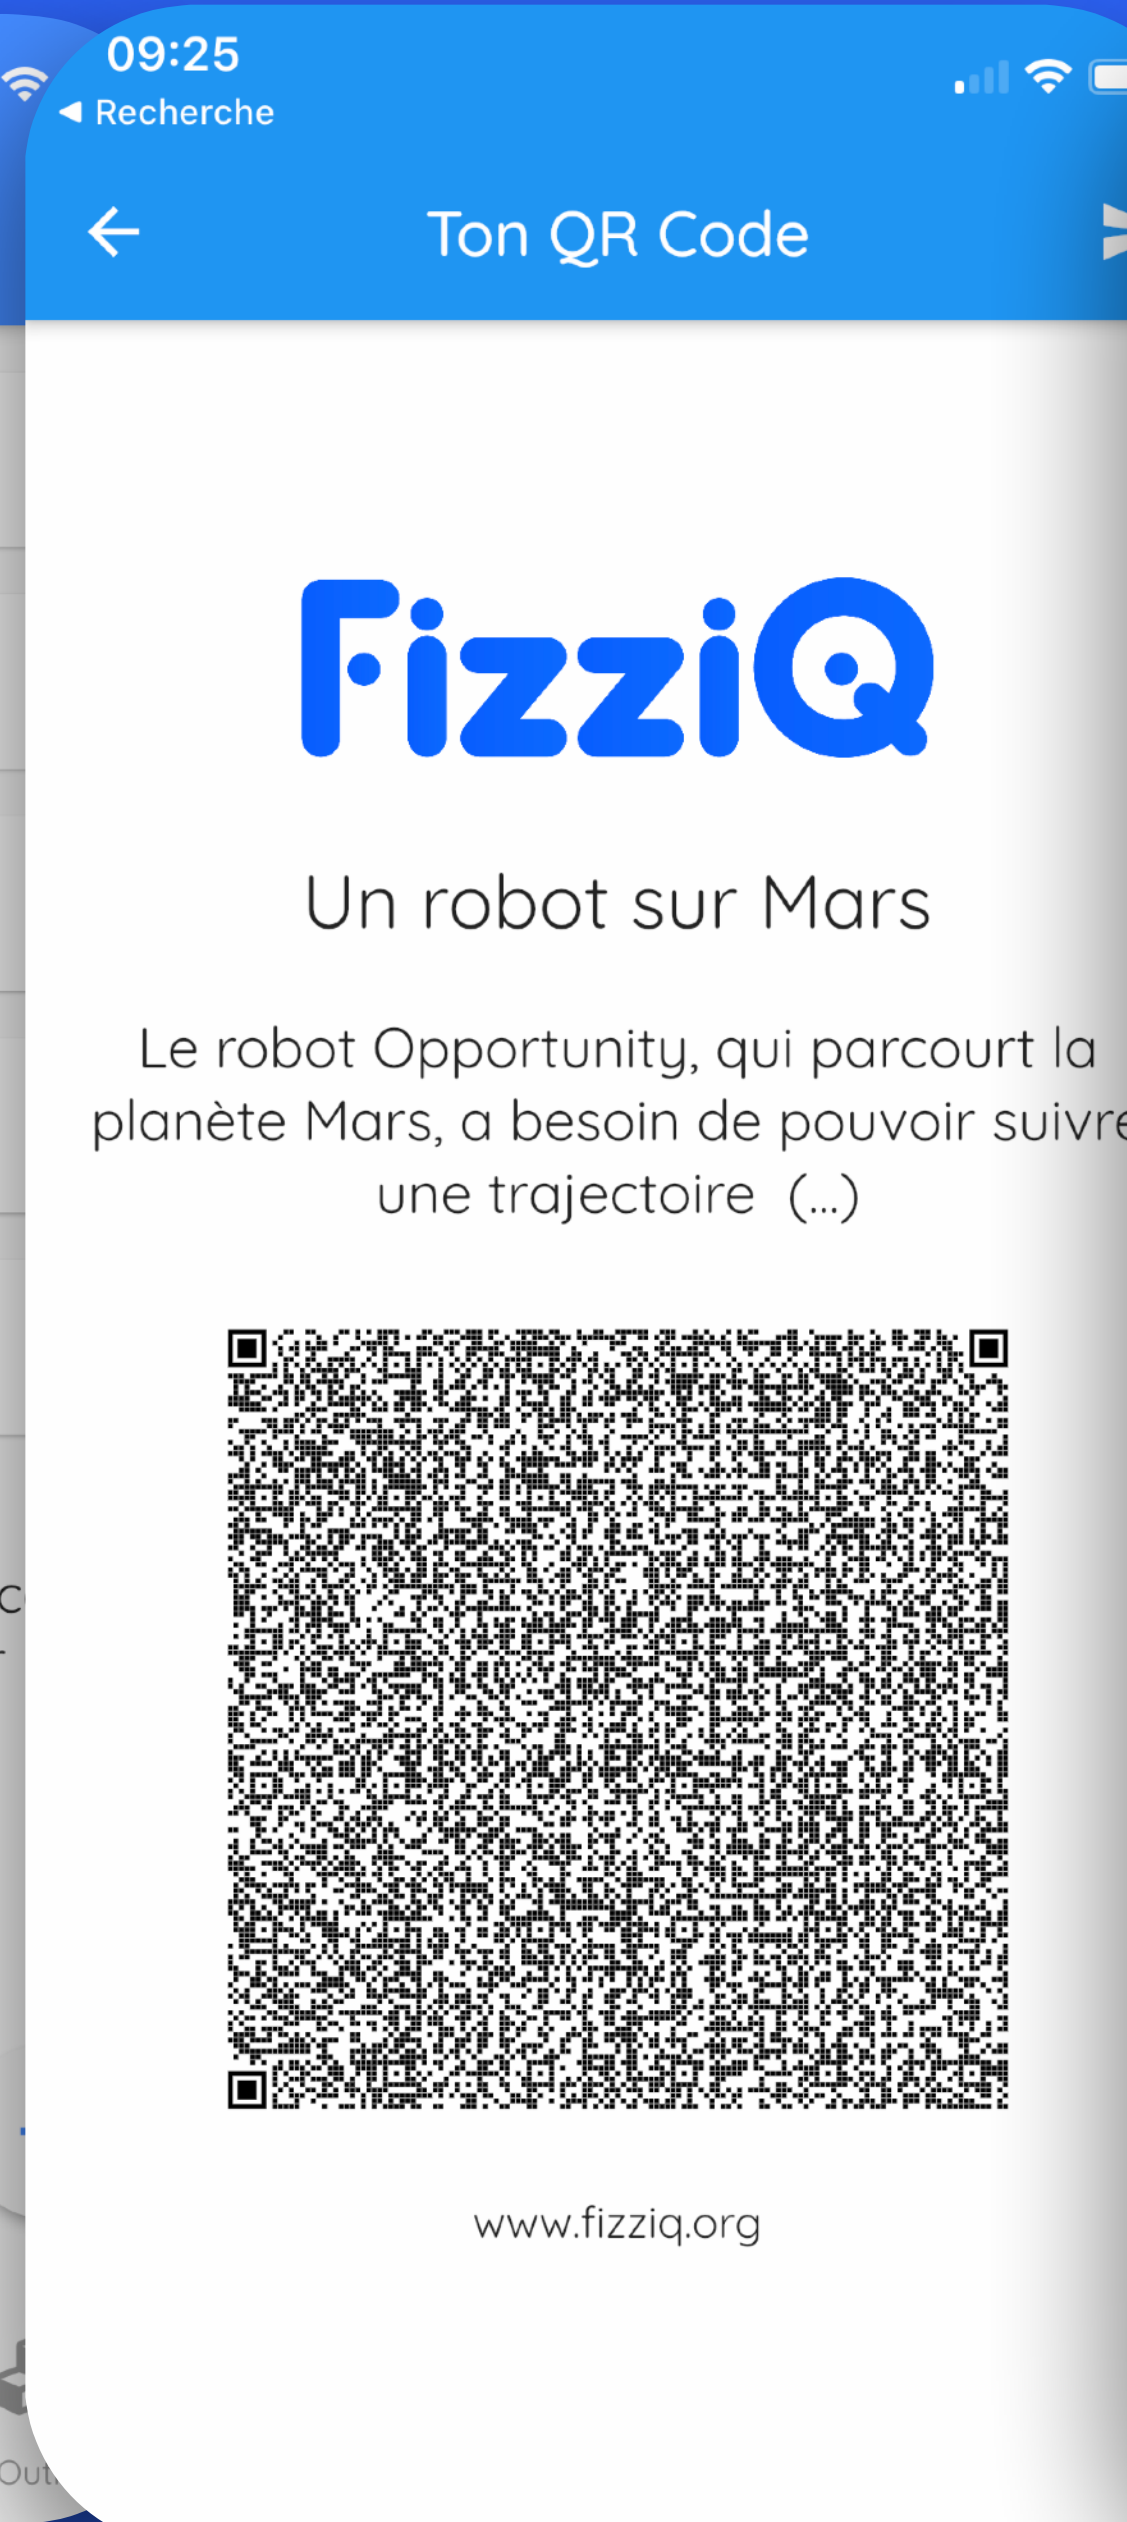 09:25
Recherche
Ton QR Code
FizziQ
Un robot sur Mars
Le robot Opportunity, qui parcourt la
planète Mars, a besoin de pouvoir suivre
une trajectoire (...)
www.fizziq.org